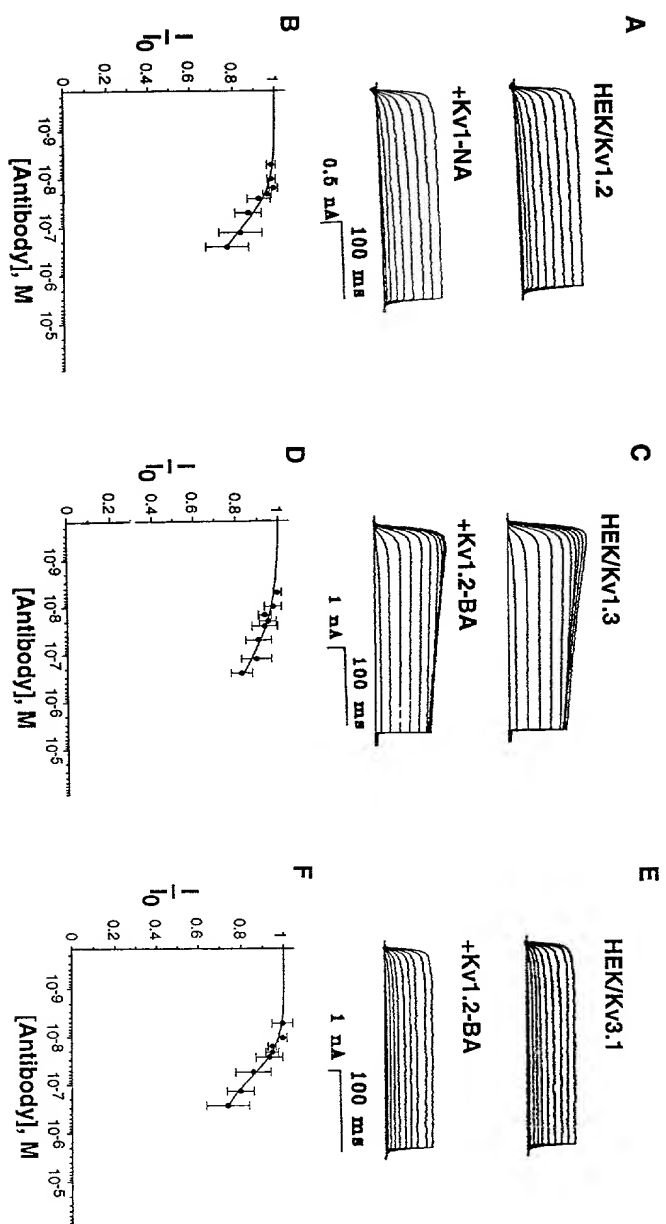 A
HEK/Kv1.2
+Kv1-NA
0.5 nA
100 ms
B
I
I0
0
0.2
0.4
0.6
0.8
1
10-9
10-8
10-7
10-6
10-5
[Antibody], M
C
HEK/Kv1.3
+Kv1.2-BA
1 nA
100 ms
D
I
I0
0
0.2
0.4
0.6
0.8
1
10-9
10-8
10-7
10-6
10-5
[Antibody], M
E
HEK/Kv3.1
+Kv1.2-BA
1 nA
100 ms
F
I
I0
0
0.2
0.4
0.6
0.8
1
10-9
10-8
10-7
10-6
10-5
[Antibody], M